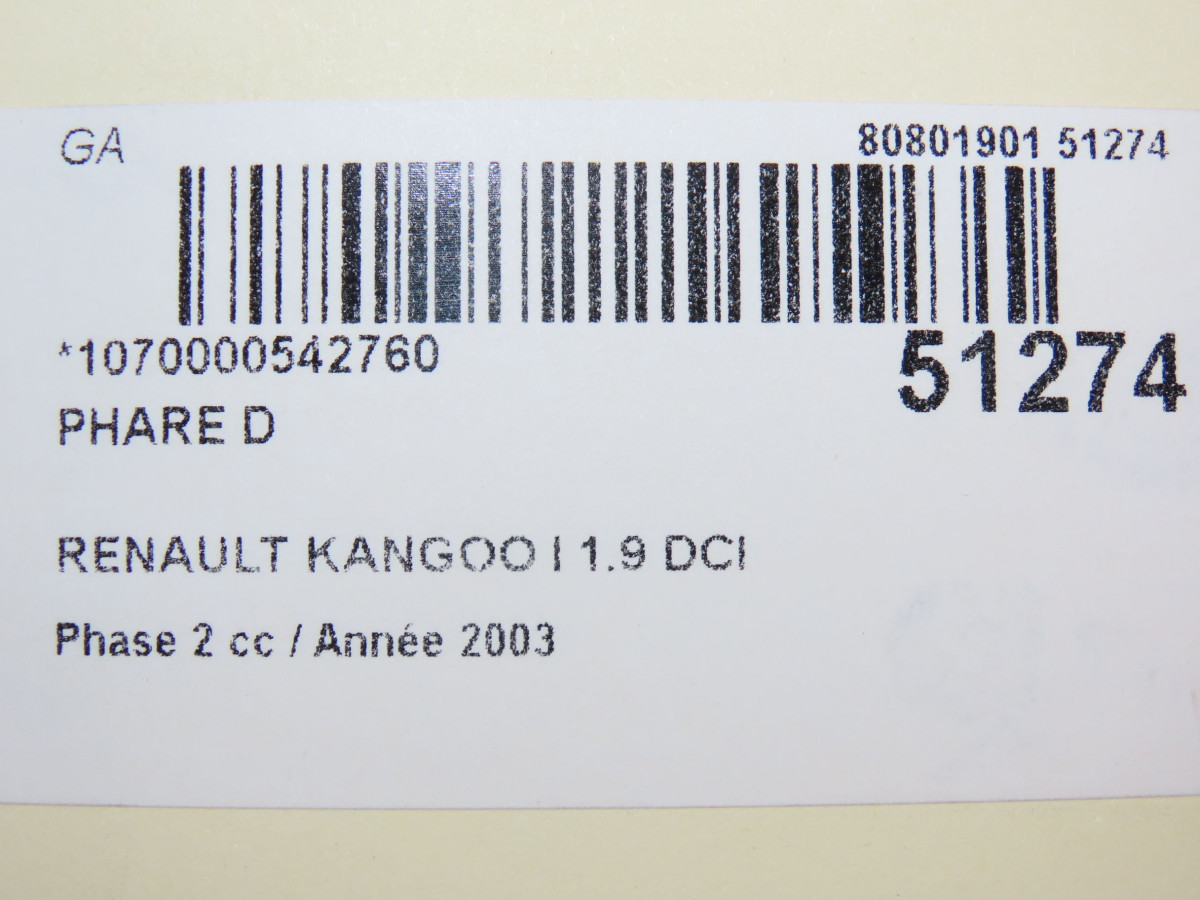 GA
80801901 51274
*1070000542760
51274
PHARE D
RENAULT KANGOO I 1.9 DCI
Phase 2 cc / Année 2003